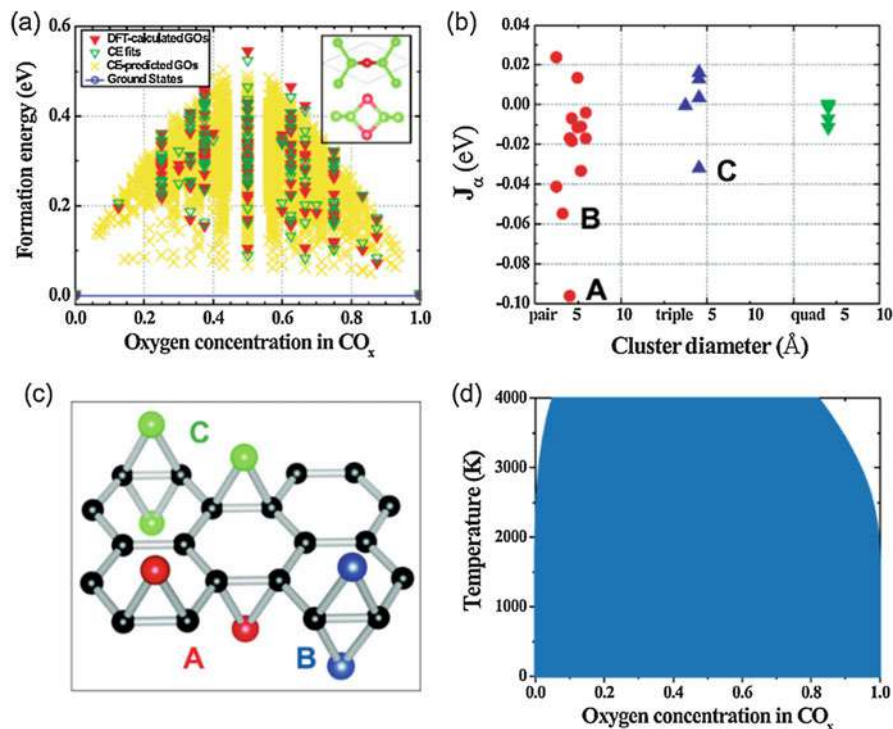 (a)
DFT-calculated GOs
CE fits
CE-predicted GOs
Ground States
Formation energy (eV)
0.6
0.4
0.2
0.0
0.0 0.2 0.4 0.6 0.8 1.0
Oxygen concentration in COx
(b)
Jα (eV)
0.04
0.02
0.00
-0.02
-0.04
-0.06
-0.08
-0.10
A
B
C
pair 5 10 triple 5 10 quad 5 10
Cluster diameter (Å)
(c)
C
A
B
(d)
Temperature (K)
4000
3000
2000
1000
0
0.0 0.2 0.4 0.6 0.8 1.0
Oxygen concentration in COx